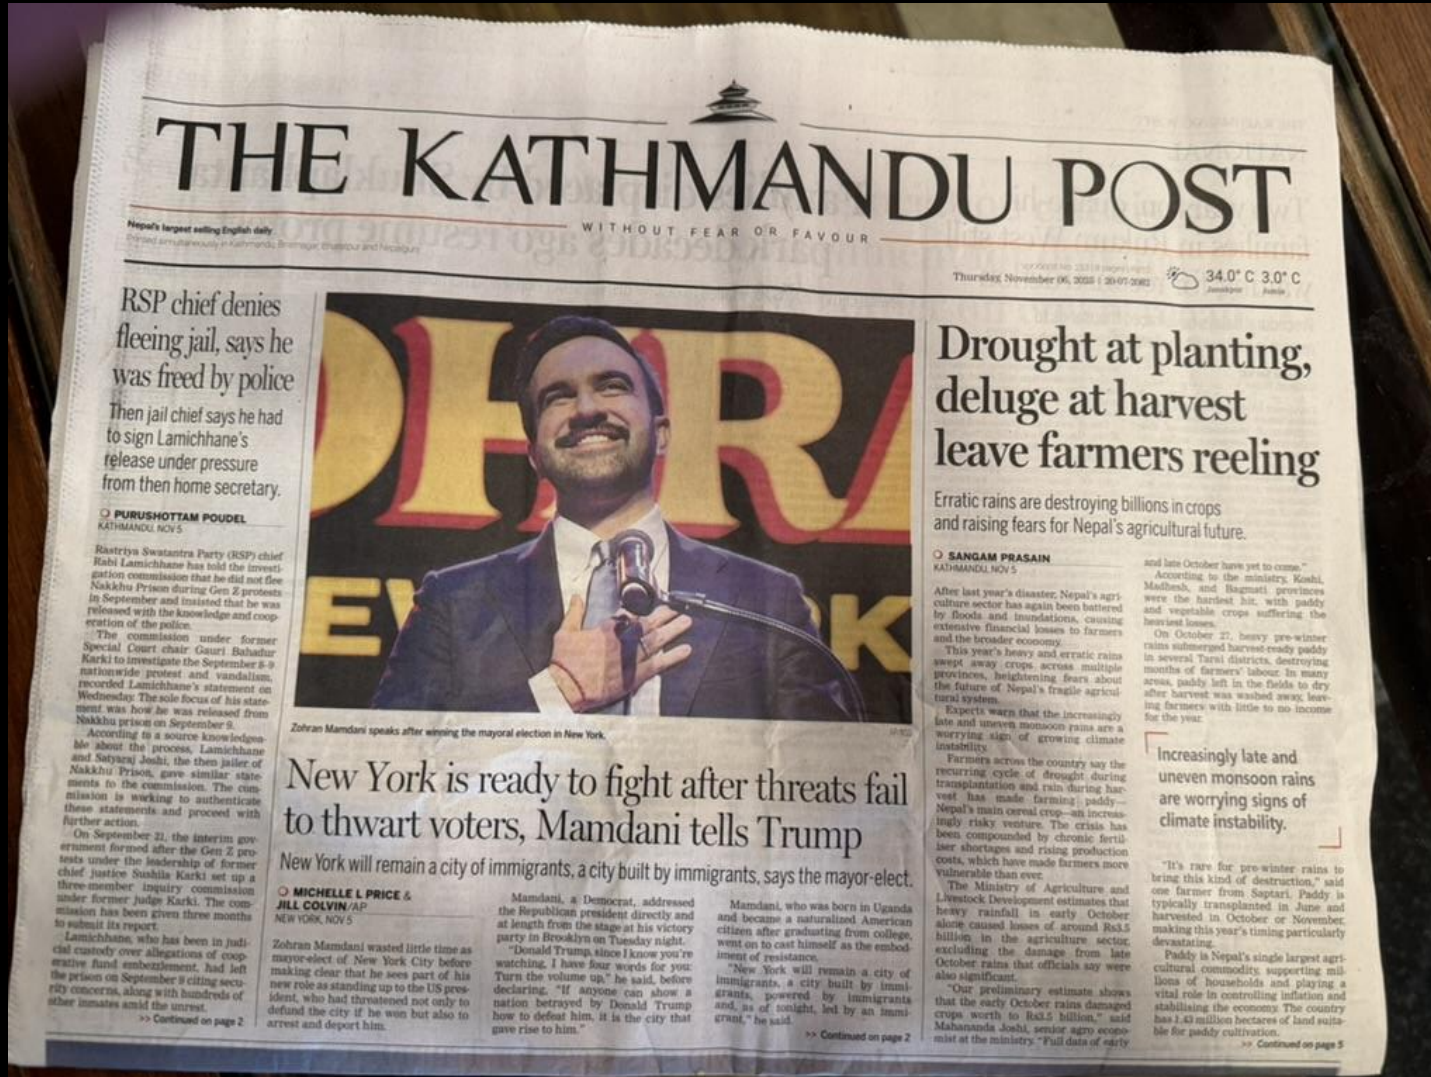 THE KATHMANDU POST
WITHOUT FEAR OR FAVOUR
Nepal's largest selling English daily
Printed simultaneously in Kathmandu, Biratnagar, Bharatpur and Nepalgunj
Thursday, November 06, 2025 | 20-07-2082
34.0° C 3.0° C
Janakpur Jumla
RSP chief denies
fleeing jail, says he
was freed by police
Then jail chief says he had
to sign Lamichhane's
release under pressure
from then home secretary.
PURUSHOTTAM POUDEL
KATHMANDU, NOV 5
Rastriya Swatantra Party (RSP) chief
Rabi Lamichhane has told the investi-
gation commission that he did not flee
Nakkhu Prison during Gen Z protests
in September and insisted that he was
released with the knowledge and coop-
eration of the police.
The commission under former
Special Court chair Gauri Bahadur
Karki to investigate the September 8-9
nationwide protest and vandalism,
recorded Lamichhane's statement on
Wednesday. The sole focus of his state-
ment was how he was released from
Nakkhu prison on September 9.
According to a source knowledgea-
ble about the process, Lamichhane
and Satyaraj Joshi, the then jailer of
Nakkhu Prison, gave similar state-
ments to the commission. The com-
mission is working to authenticate
these statements and proceed with
further action.
On September 21, the interim gov-
ernment formed after the Gen Z pro-
tests under the leadership of former
chief justice Sushila Karki set up a
three-member inquiry commission
under former judge Karki. The com-
mission has been given three months
to submit its report.
Lamichhane, who has been in judi-
cial custody over allegations of coop-
erative fund embezzlement, had left
the prison on September 9 citing secu-
rity concerns, along with hundreds of
other inmates amid the unrest.
>> Continued on page 2
OHRA
EW
RK
Zohran Mamdani speaks after winning the mayoral election in New York.
New York is ready to fight after threats fail
to thwart voters, Mamdani tells Trump
New York will remain a city of immigrants, a city built by immigrants, says the mayor-elect.
MICHELLE L PRICE &
JILL COLVIN/AP
NEW YORK, NOV 5
Zohran Mamdani wasted little time as
mayor-elect of New York City before
making clear that he sees part of his
new role as standing up to the US pres-
ident, who had threatened not only to
defund the city if he won but also to
arrest and deport him.
Mamdani, a Democrat, addressed
the Republican president directly and
at length from the stage at his victory
party in Brooklyn on Tuesday night.
"Donald Trump, since I know you're
watching, I have four words for you:
Turn the volume up," he said, before
declaring, "If anyone can show a
nation betrayed by Donald Trump
how to defeat him, it is the city that
gave rise to him."
Mamdani, who was born in Uganda
and became a naturalized American
citizen after graduating from college,
went on to cast himself as the embod-
iment of resistance.
"New York will remain a city of
immigrants, a city built by immi-
grants, powered by immigrants
and, as of tonight, led by an immi-
grant," he said.
>> Continued on page 2
Drought at planting,
deluge at harvest
leave farmers reeling
Erratic rains are destroying billions in crops
and raising fears for Nepal's agricultural future.
SANGAM PRASAIN
KATHMANDU, NOV 5
After last year's disaster, Nepal's agri-
culture sector has again been battered
by floods and inundations, causing
extensive financial losses to farmers
and the broader economy.
This year's heavy and erratic rains
swept away crops across multiple
provinces, heightening fears about
the future of Nepal's fragile agricul-
tural system.
Experts warn that the increasingly
late and uneven monsoon rains are a
worrying sign of growing climate
instability.
Farmers across the country say the
recurring cycle of drought during
transplantation and rain during har-
vest has made farming paddy—
Nepal's main cereal crop—an increas-
ingly risky venture. The crisis has
been compounded by chronic fertil-
iser shortages and rising production
costs, which have made farmers more
vulnerable than ever.
The Ministry of Agriculture and
Livestock Development estimates that
heavy rainfall in early October
alone caused losses of around Rs3.5
billion in the agriculture sector,
excluding the damage from late
October rains that officials say were
also significant.
"Our preliminary estimate shows
that the early October rains damaged
crops worth to Rs3.5 billion," said
Mahananda Joshi, senior agro econo-
mist at the ministry. "Full data of early
and late October have yet to come."
According to the ministry, Koshi,
Madhesh, and Bagmati provinces
were the hardest hit, with paddy
and vegetable crops suffering the
heaviest losses.
On October 27, heavy pre-winter
rains submerged harvest-ready paddy
in several Tarai districts, destroying
months of farmers' labour. In many
areas, paddy left in the fields to dry
after harvest was washed away, leav-
ing farmers with little to no income
for the year.
Increasingly late and
uneven monsoon rains
are worrying signs of
climate instability.
"It's rare for pre-winter rains to
bring this kind of destruction," said
one farmer from Saptari. Paddy is
typically transplanted in June and
harvested in October or November,
making this year's timing particularly
devastating.
Paddy is Nepal's single largest agri-
cultural commodity, supporting mil-
lions of households and playing a
vital role in controlling inflation and
stabilising the economy. The country
has 1.43 million hectares of land suita-
ble for paddy cultivation.
>> Continued on page 5